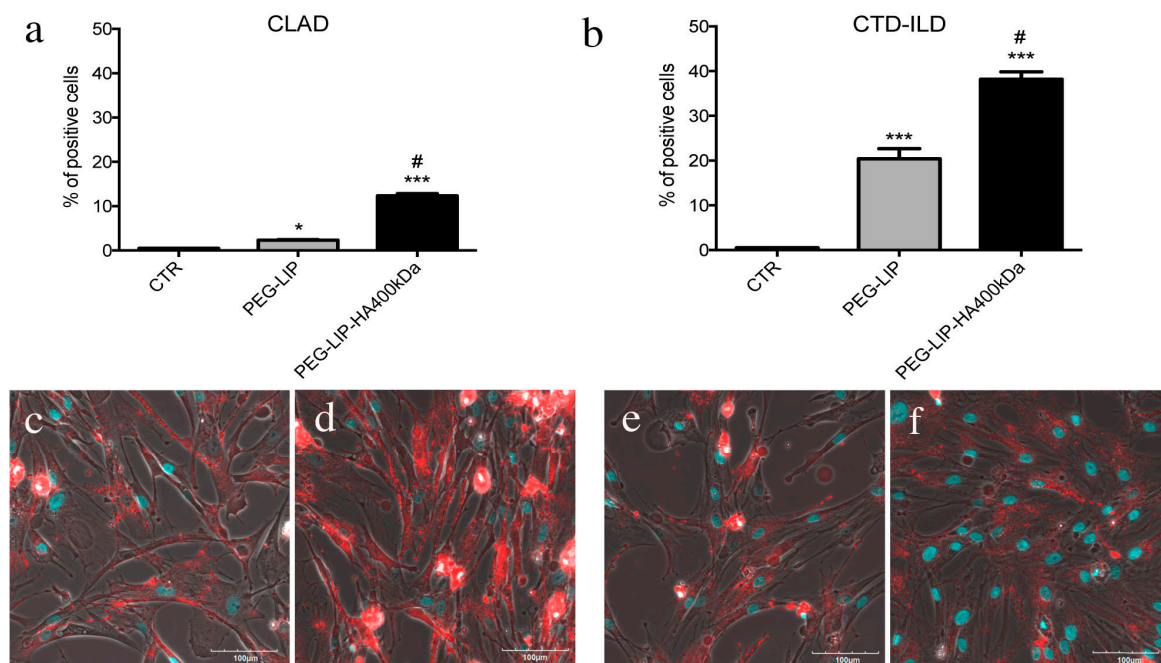 a
CLAD
% of positive cells
50
40
30
20
10
0
*
#
***
CTR
PEG-LIP
PEG-LIP-HA400kDa
b
CTD-ILD
% of positive cells
50
40
30
20
10
0
***
#
***
CTR
PEG-LIP
PEG-LIP-HA400kDa
c
100µm
d
100µm
e
100µm
f
100µm